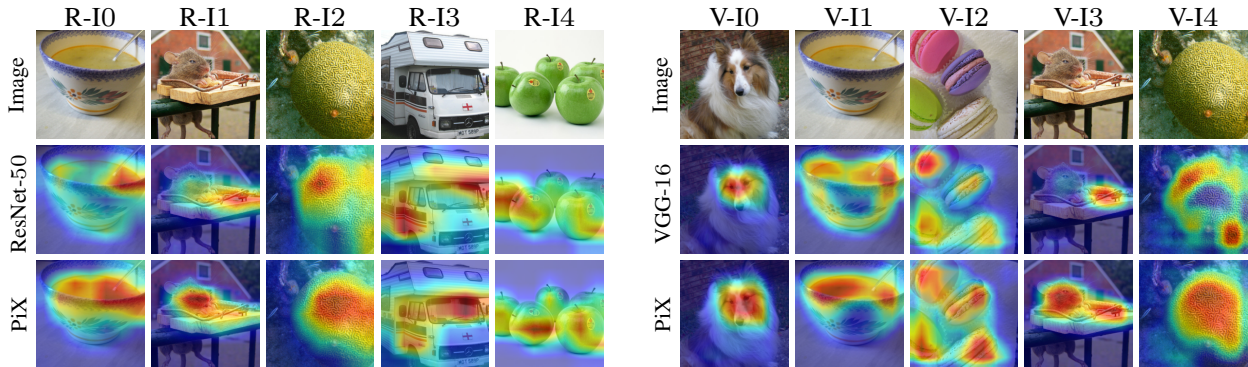 R-I0 R-I1 R-I2 R-I3 R-I4 V-I0 V-I1 V-I2 V-I3 V-I4
Image Image
ResNet-50 VGG-16
PiX PiX